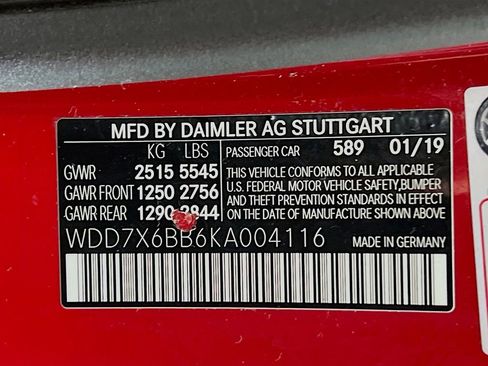 MFD BY DAIMLER AG STUTTGART
KG LBS
PASSENGER CAR 589 01/19
GVWR 2515 5545
GAWR FRONT 1250 2756
GAWR REAR 1290 2844
THIS VEHICLE CONFORMS TO ALL APPLICABLE
U.S. FEDERAL MOTOR VEHICLE SAFETY, BUMPER
AND THEFT PREVENTION STANDARDS IN EFFECT
ON THE DATE OF MANUFACTURE SHOWN ABOVE.
WDD7X6BB6KA004116
MADE IN GERMANY